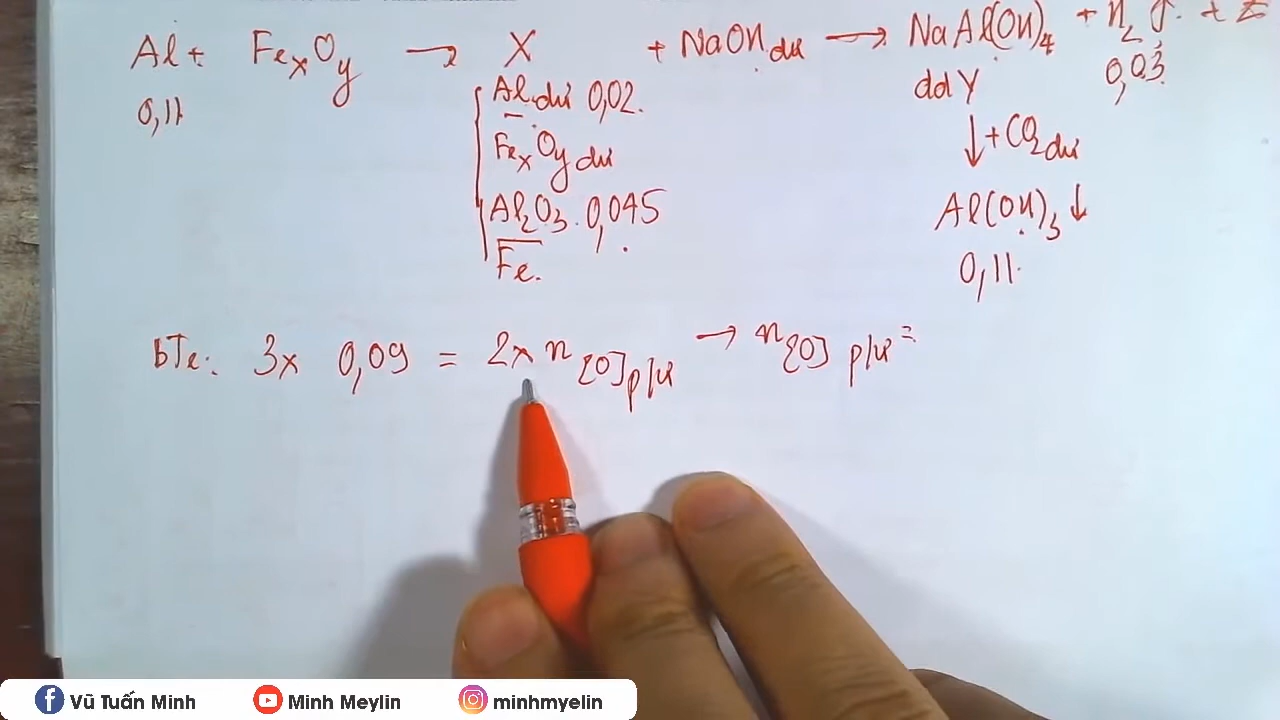 Al + FexOy → X + NaOH dư → NaAl(OH)4 + H2↑ + Z
0,11 Al dư 0,02 ddY 0,03
FexOy dư ↓ + CO2 dư
Al2O3 0,045 Al(OH)3↓
Fe 0,11
BTe: 3x 0,09 = 2x n[O] p/ư → n[O] p/ư =
Vũ Tuấn Minh Minh Meylin minhmyelin